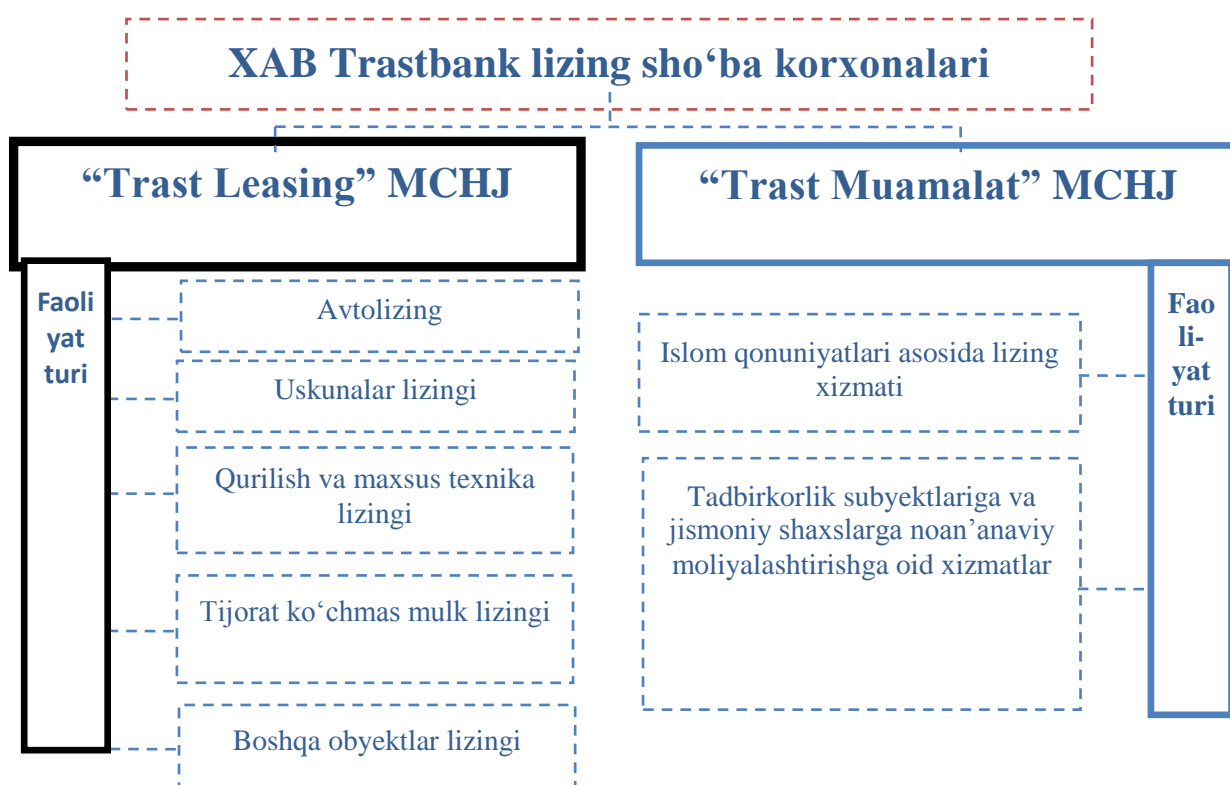 XAB Trastbank lizing sho‘ba korxonalari
“Trast Leasing” MCHJ
“Trast Muamalat” MCHJ
Faoli
yat
turi
Avtolizing
Uskunalar lizingi
Qurilish va maxsus texnika
lizingi
Tijorat ko‘chmas mulk lizingi
Boshqa obyektlar lizingi
Islom qonuniyatlari asosida lizing
xizmati
Tadbirkorlik subyektlariga va
jismoniy shaxslarga noan’anaviy
moliyalashtirishga oid xizmatlar
Fao
li-
yat
turi